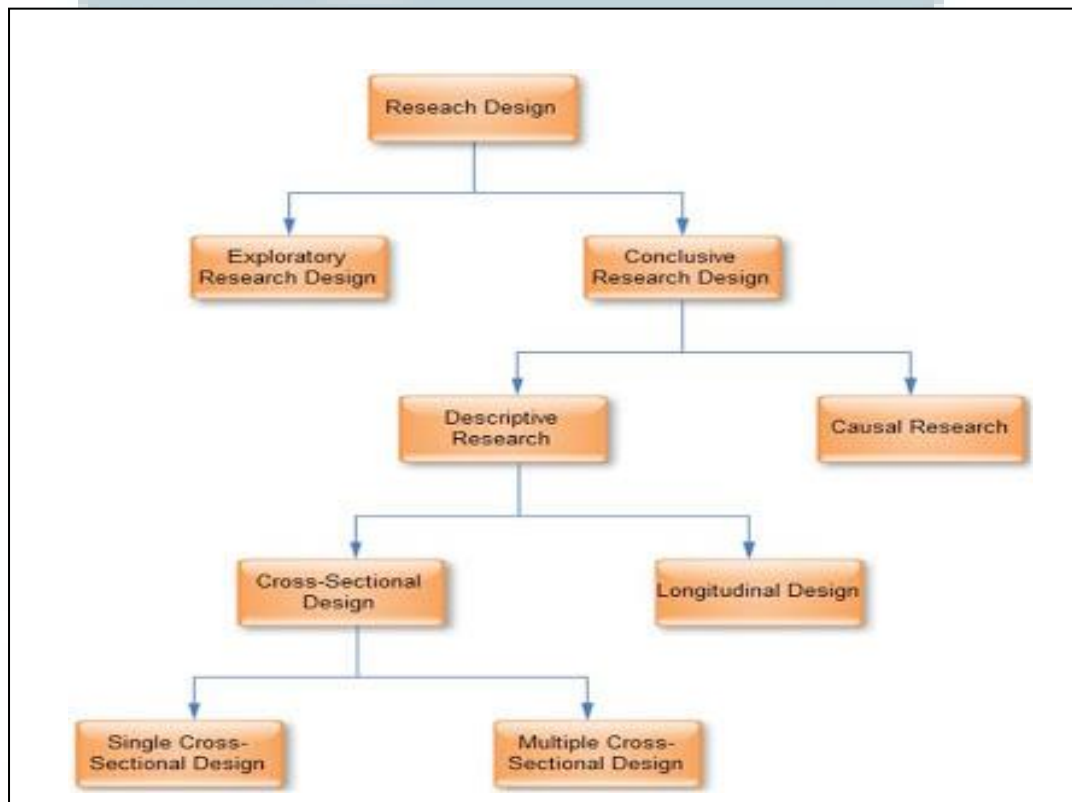 Reseach Design
Exploratory
Research Design
Conclusive
Research Design
Descriptive
Research
Causal Research
Cross-Sectional
Design
Longitudinal Design
Single Cross-
Sectional Design
Multiple Cross-
Sectional Design